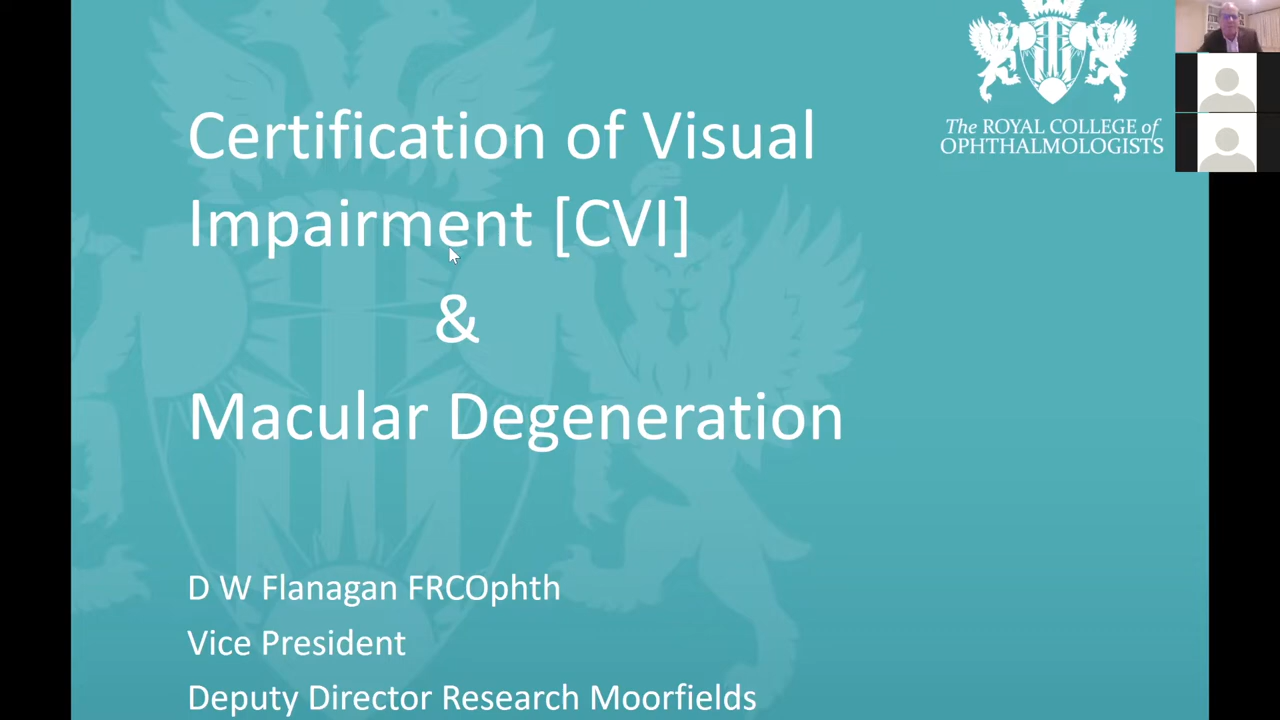 Certification of Visual
Impairment [CVI]
&
Macular Degeneration
D W Flanagan FRCOphth
Vice President
Deputy Director Research Moorfields
The ROYAL COLLEGE of
OPHTHALMOLOGISTS